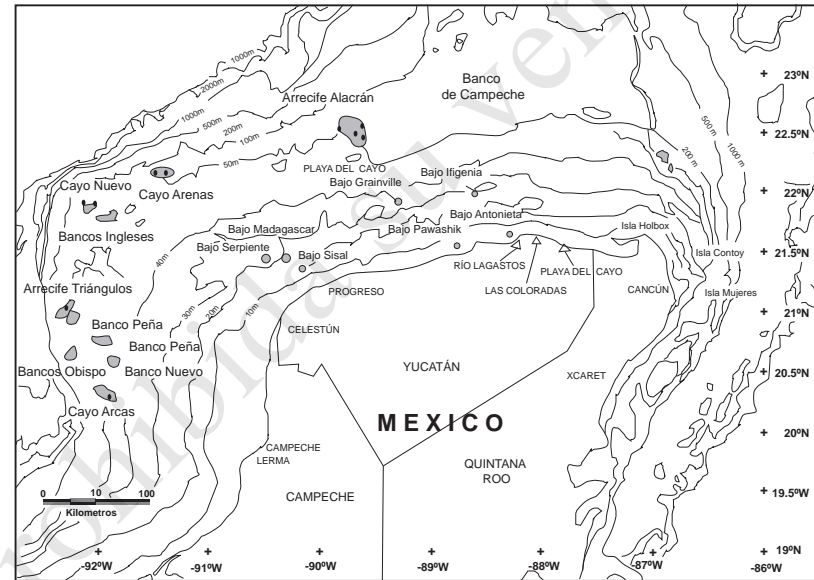 1000m
2000m
1000m
500m
200m
100m
50m
Banco
de Campeche
Arrecife Alacrán
500 m
1000 m
200 m
23ºN
22.5ºN
22ºN
21.5ºN
21ºN
20.5ºN
20ºN
19.5ºN
19ºN
PLAYA DEL CAYO
Bajo Grainville
Bajo Ifigenia
Cayo Nuevo
Cayo Arenas
Bancos Ingleses
Bajo Antonieta
Bajo Madagascar
Bajo Pawashik
Isla Holbox
Bajo Serpiente
Bajo Sisal
40m
30m
20m
10m
Isla Contoy
RÍO LAGASTOS
PLAYA DEL CAYO
LAS COLORADAS
CANCÚN
Isla Mujeres
Arrecife Triángulos
PROGRESO
Banco Peña
CELESTÚN
Banco Peña
Bancos Obispo
Banco Nuevo
YUCATÁN
XCARET
Cayo Arcas
MEXICO
CAMPECHE
LERMA
QUINTANA
ROO
CAMPECHE
0 10 100
Kilometros
-92ºW
-91ºW
-90ºW
-89ºW
-88ºW
-87ºW
-86ºW
prohibida su ven